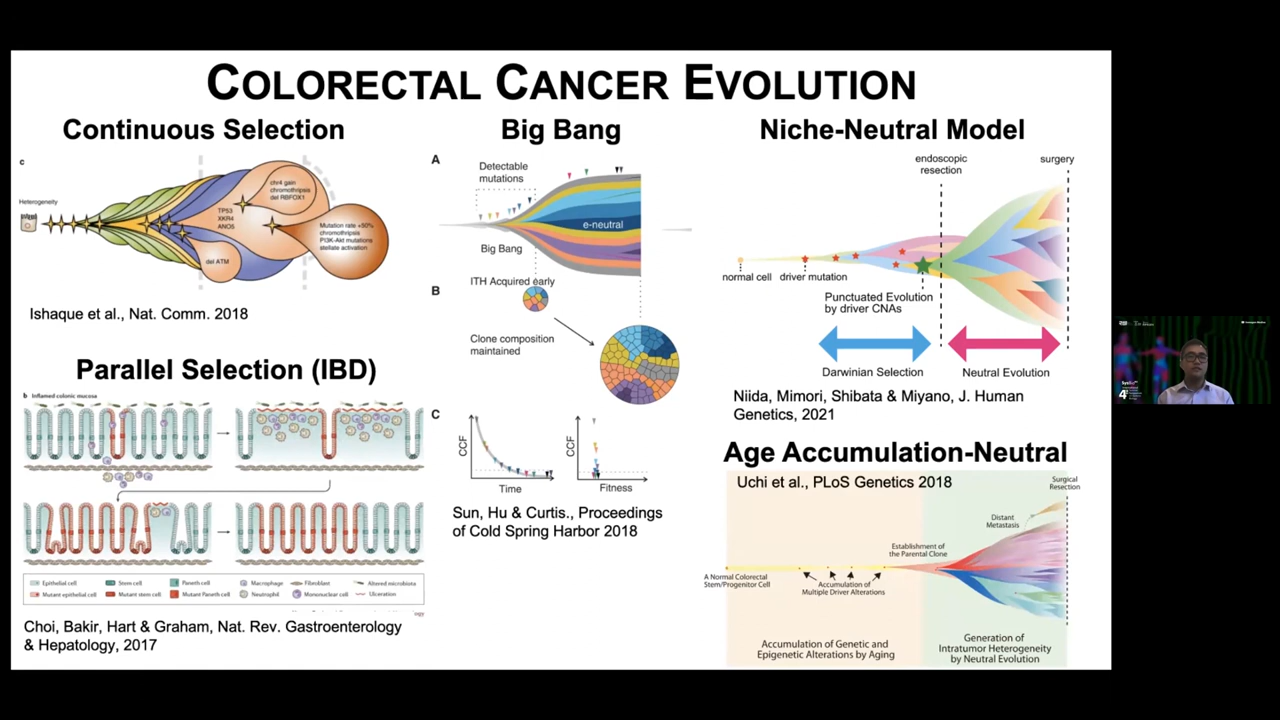 COLORECTAL CANCER EVOLUTION
Continuous Selection
c
Heterogeneity
TP53
XKR4
ANO5
chr4 gain
chromothripsis
del RBFOX1
Mutation rate +50%
chromothripsis
PI3K-Akt mutations
stellate activation
del ATM
Ishaque et al., Nat. Comm. 2018
Parallel Selection (IBD)
b Inflamed colonic mucosa
Epithelial cell
Stem cell
Paneth cell
Macrophage
Fibroblast
Altered microbiota
Mutant epithelial cell
Mutant stem cell
Mutant Paneth cell
Neutrophil
Mononuclear cell
Ulceration
Choi, Bakir, Hart & Graham, Nat. Rev. Gastroenterology
& Hepatology, 2017
Big Bang
A
Detectable
mutations
e-neutral
Big Bang
ITH Acquired early
B
Clone composition
maintained
C
CCF
Time
CCF
Fitness
Sun, Hu & Curtis., Proceedings
of Cold Spring Harbor 2018
Niche-Neutral Model
endoscopic
resection
surgery
normal cell
driver mutation
Punctuated Evolution
by driver CNAs
Darwinian Selection
Neutral Evolution
Niida, Mimori, Shibata & Miyano, J. Human
Genetics, 2021
Age Accumulation-Neutral
Uchi et al., PLoS Genetics 2018
Surgical
Resection
Distant
Metastasis
Establishment of
the Parental Clone
A Normal Colorectal
Stem/Progenitor Cell
Accumulation of
Multiple Driver Alterations
Accumulation of Genetic and
Epigenetic Alterations by Aging
Generation of
Intratumor Heterogeneity
by Neutral Evolution